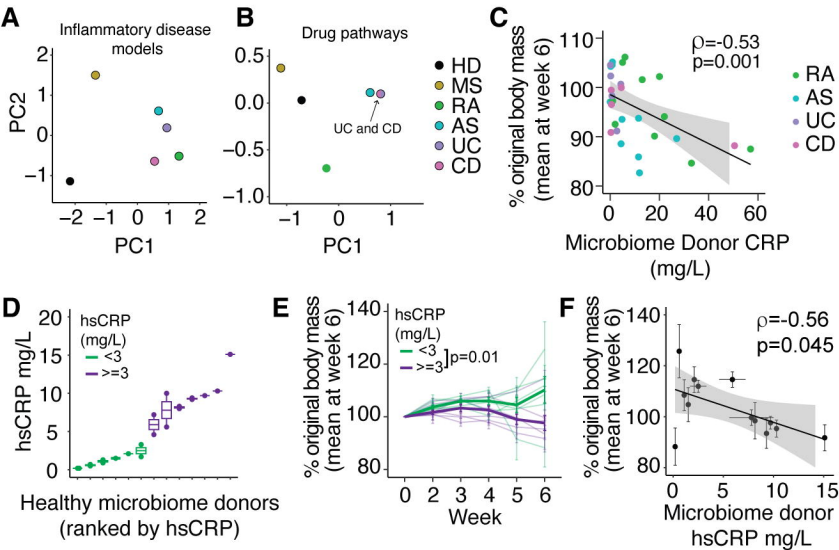 A
Inflammatory disease
models
PC2
2
1
0
−1
−2
−1
0
1
2
PC1
B
Drug pathways
0.5
0.0
−0.5
−1.0
UC and CD
−1
0
1
PC1
HD
MS
RA
AS
UC
CD
C
% original body mass
(mean at week 6)
110
100
90
80
ρ=-0.53
p=0.001
0
20
40
60
Microbiome Donor CRP
(mg/L)
RA
AS
UC
CD
D
hsCRP mg/L
20
15
10
5
0
hsCRP
(mg/L)
<3
>=3
Healthy microbiome donors
(ranked by hsCRP)
E
% original body mass
(mean at week 6)
140
120
100
80
hsCRP
(mg/L)
<3
>=3
p=0.01
0 2 3 4 5 6
Week
F
% original body mass
(mean at week 6)
140
120
100
80
ρ=-0.56
p=0.045
0
5
10
15
Microbiome donor
hsCRP mg/L